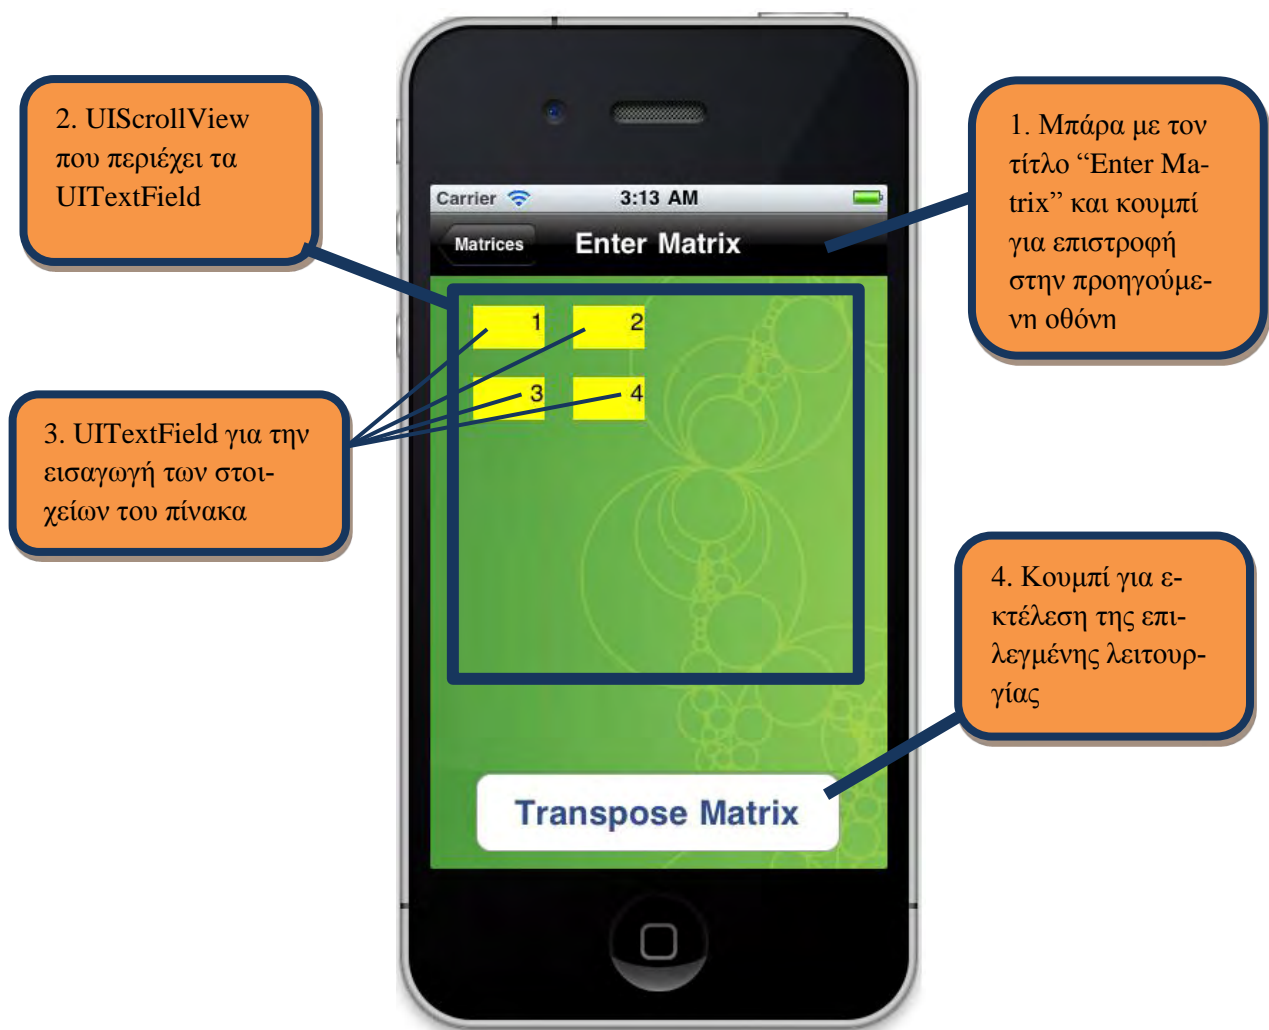 2. UIScrollView
που περιέχει τα
UITextField
1. Μπάρα με τον
τίτλο “Enter Ma-
trix” και κουμπί
για επιστροφή
στην προηγούμε-
νη οθόνη
Carrier 3:13 AM
Matrices Enter Matrix
1 2
3 4
3. UITextField για την
εισαγωγή των στοι-
χείων του πίνακα
4. Κουμπί για ε-
κτέλεση της επι-
λεγμένης λειτουρ-
γίας
Transpose Matrix